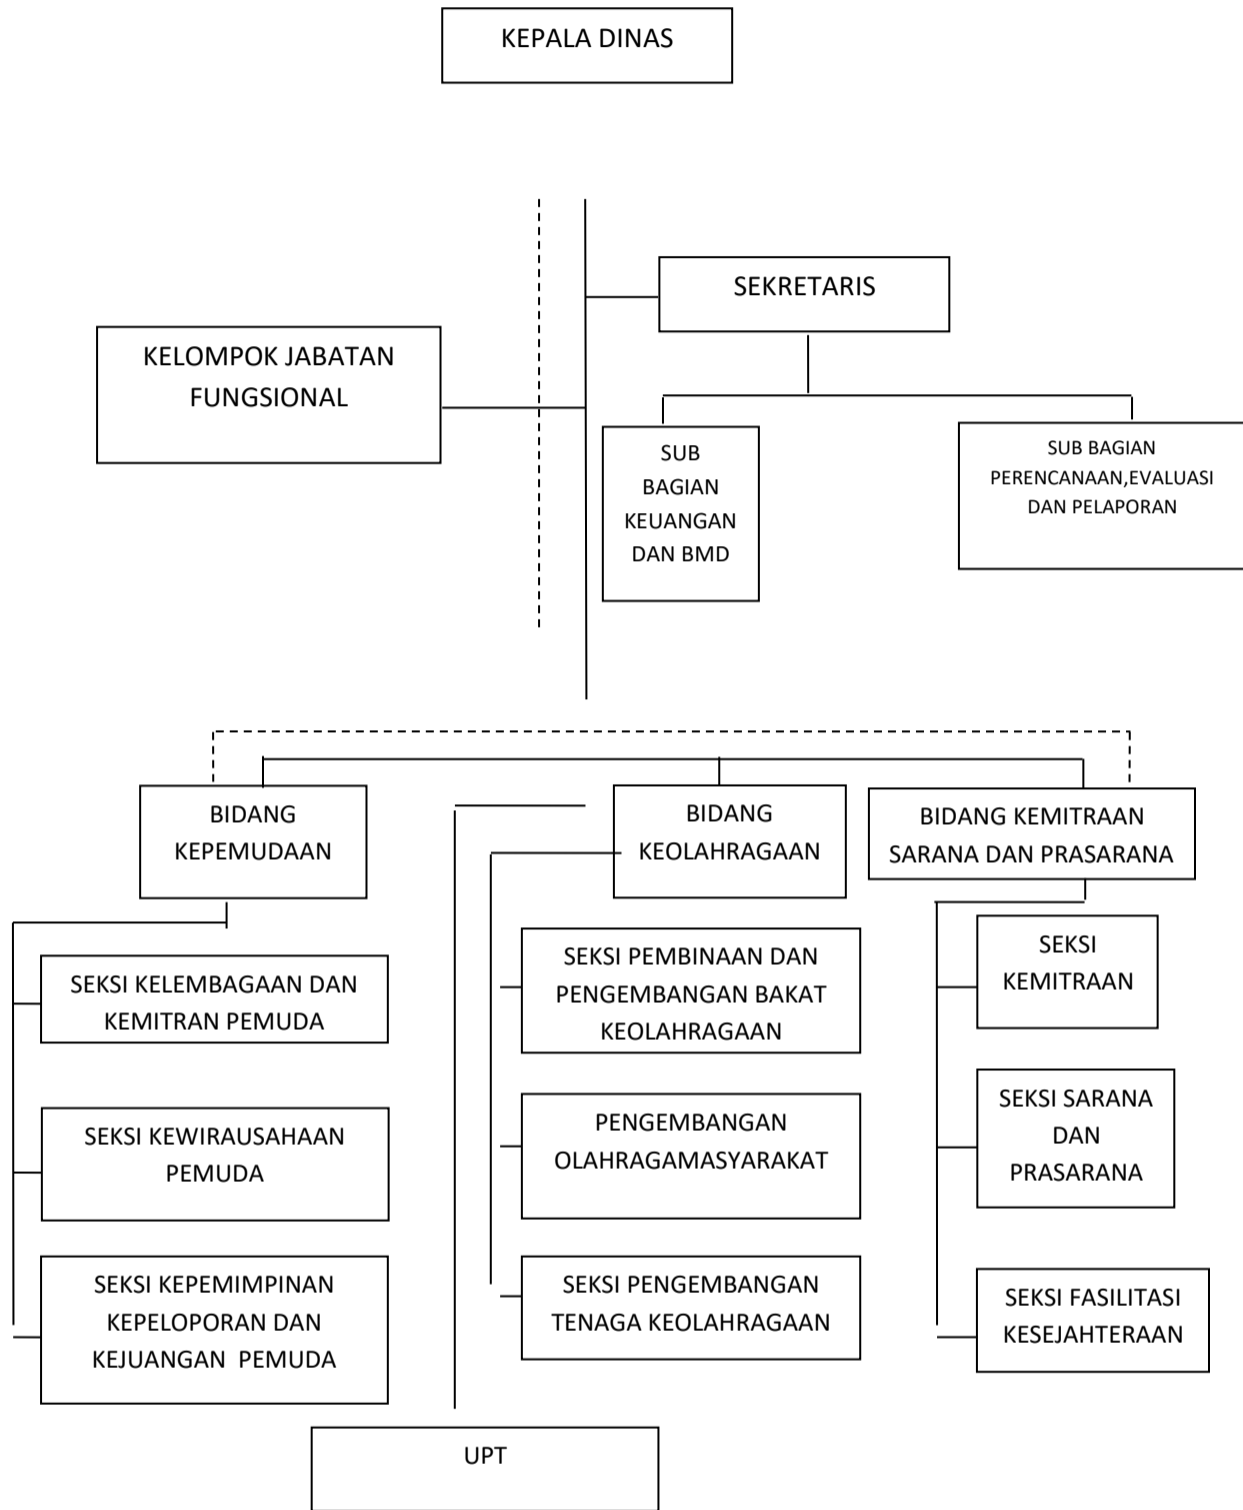 KEPALA DINAS
SEKRETARIS
KELOMPOK JABATAN
FUNGSIONAL
SUB
BAGIAN
KEUANGAN
DAN BMD
SUB BAGIAN
PERENCANAAN,EVALUASI
DAN PELAPORAN
BIDANG
KEPEMUDAAN
BIDANG
KEOLAHRAGAAN
BIDANG KEMITRAAN
SARANA DAN PRASARANA
SEKSI KELEMBAGAAN DAN
KEMITRAN PEMUDA
SEKSI KEWIRAUSAHAAN
PEMUDA
SEKSI KEPEMIMPINAN
KEPELOPORAN DAN
KEJUANGAN  PEMUDA
SEKSI PEMBINAAN DAN
PENGEMBANGAN BAKAT
KEOLAHRAGAAN
PENGEMBANGAN
OLAHRAGAMASYARAKAT
SEKSI PENGEMBANGAN
TENAGA KEOLAHRAGAAN
SEKSI
KEMITRAAN
SEKSI SARANA
DAN
PRASARANA
SEKSI FASILITASI
KESEJAHTERAAN
UPT